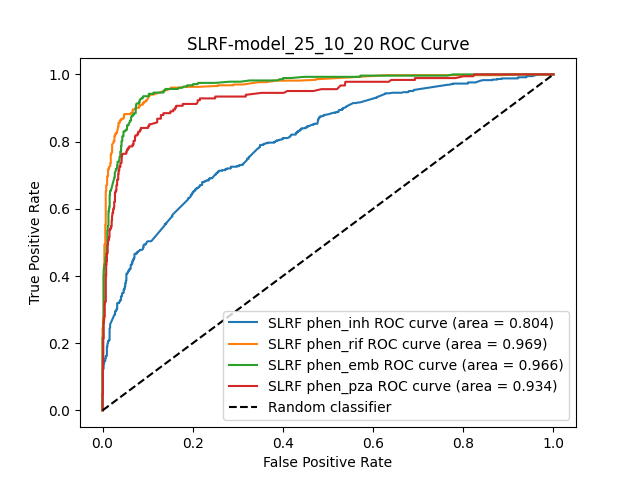 SLRF-model_25_10_20 ROC Curve
True Positive Rate
1.0
0.8
0.6
0.4
0.2
0.0
SLRF phen_inh ROC curve (area = 0.804)
SLRF phen_rif ROC curve (area = 0.969)
SLRF phen_emb ROC curve (area = 0.966)
SLRF phen_pza ROC curve (area = 0.934)
Random classifier
0.0 0.2 0.4 0.6 0.8 1.0
False Positive Rate